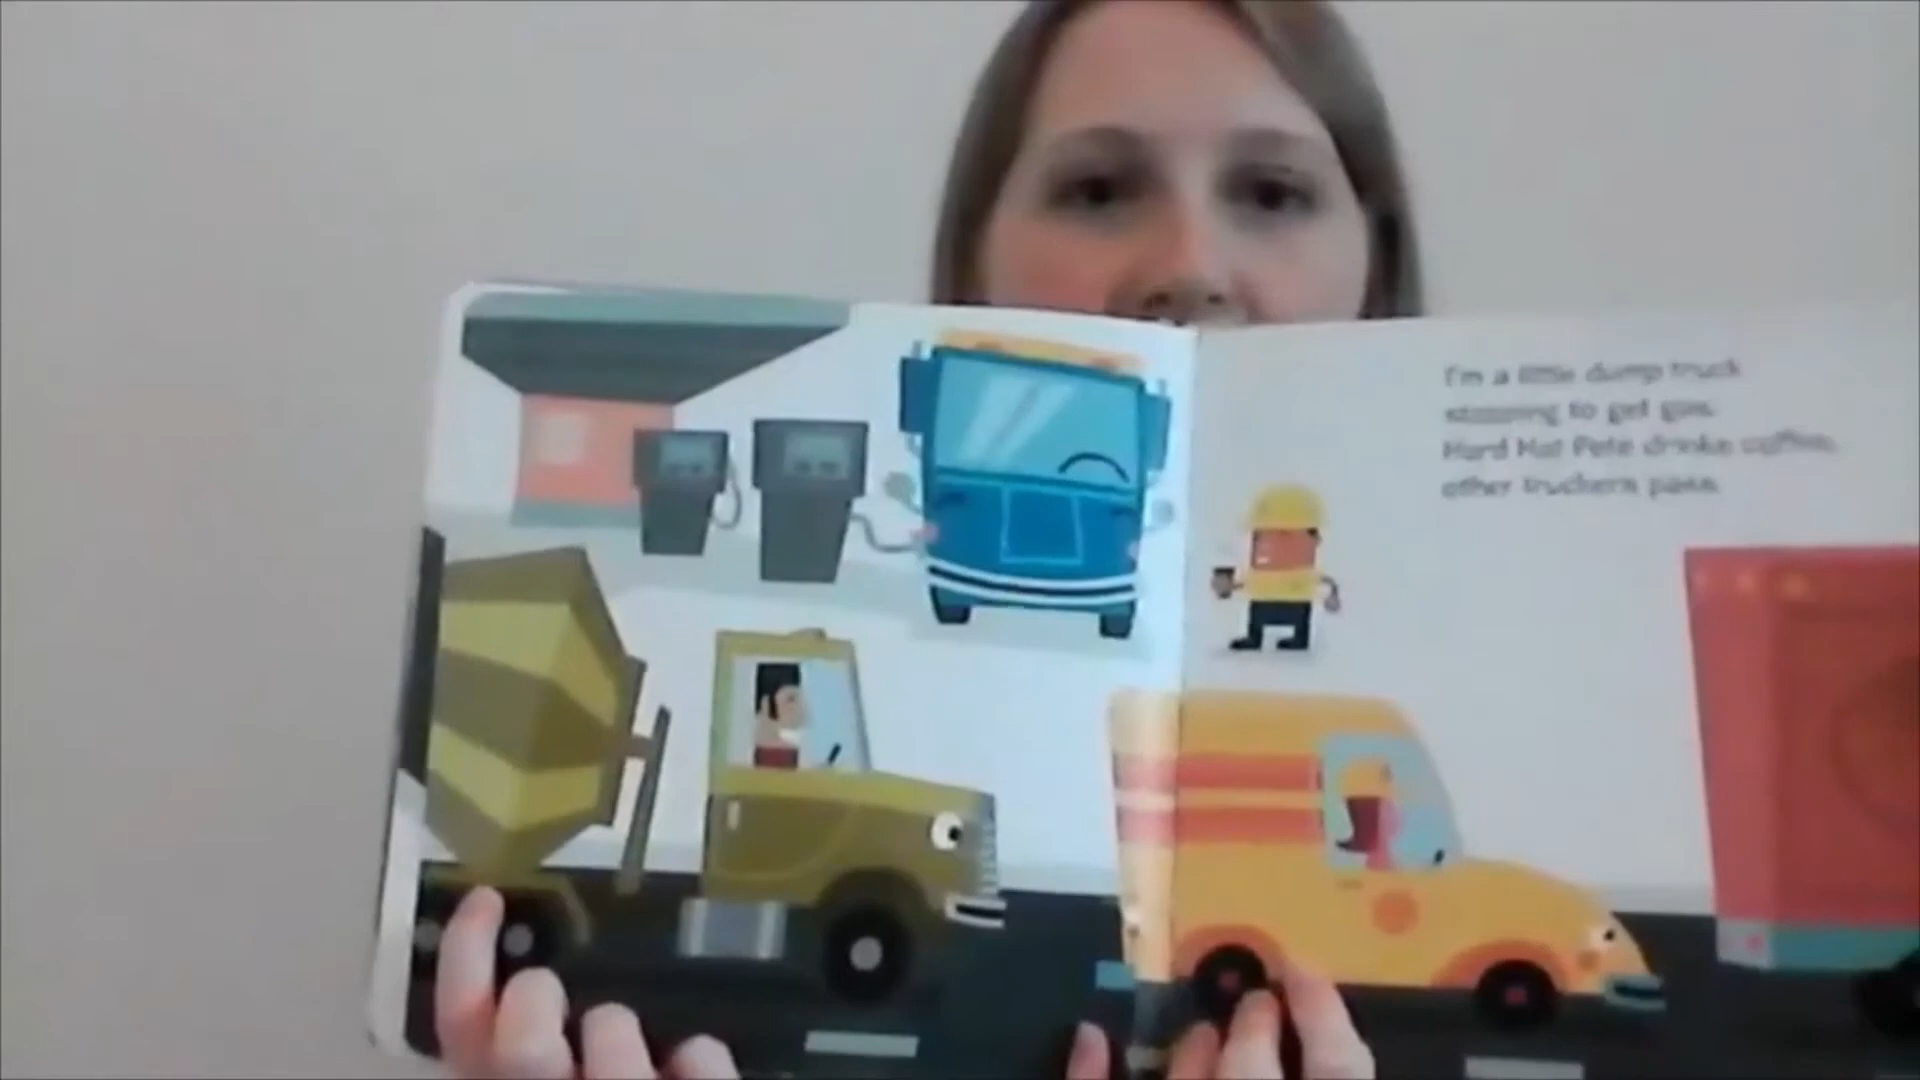 I'm a little dump truck
stopping to get gas.
Hard Hat Pete drinks coffee,
other truckers pass.